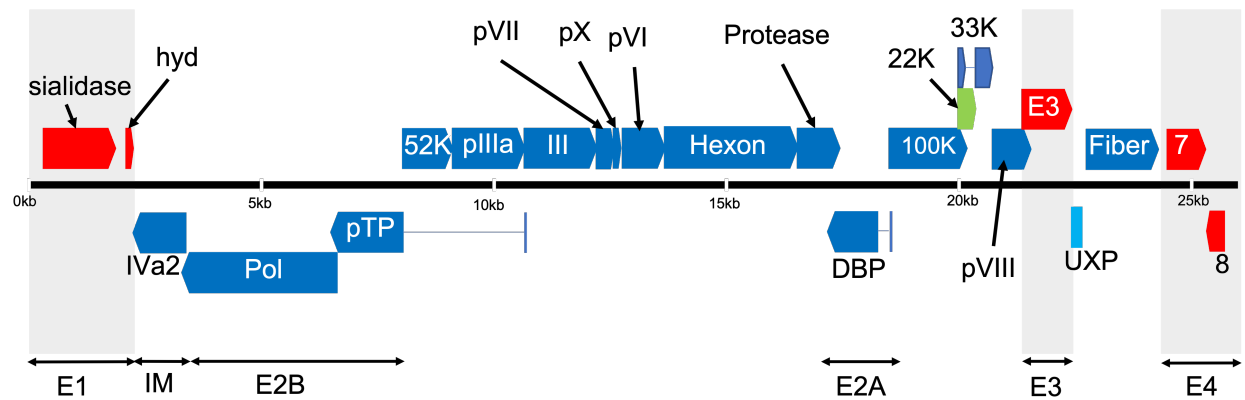 33K
pVII
pX
pVI
Protease
22K
hyd
sialidase
E3
52K
pIIIa
III
Hexon
100K
Fiber
7
0kb
5kb
10kb
15kb
20kb
25kb
pTP
IVa2
Pol
DBP
pVIII
UXP
8
E1
IM
E2B
E2A
E3
E4